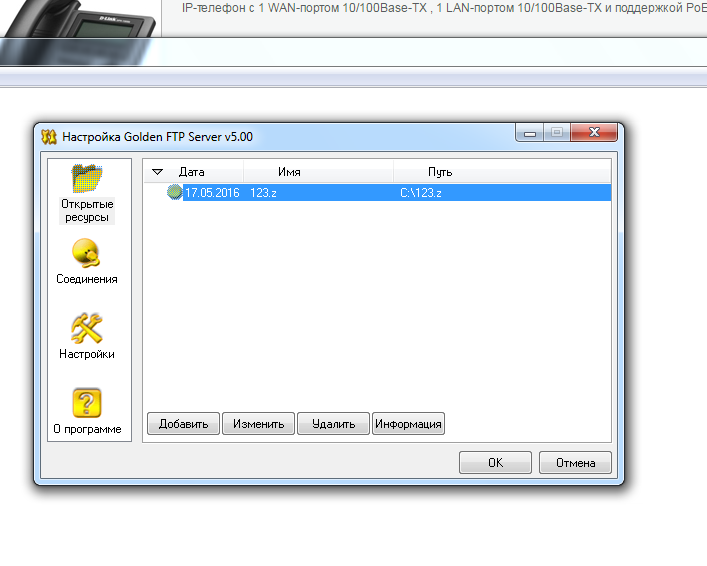 IP-телефон с 1 WAN-портом 10/100Base-TX , 1 LAN-портом 10/100Base-TX и поддержкой PoE
D-Link
Настройка Golden FTP Server v5.00
Дата Имя Путь
17.05.2016 123.z C:\123.z
Открытые
ресурсы
Соединения
Настройки
О программе
Добавить Изменить Удалить Информация
OK Отмена